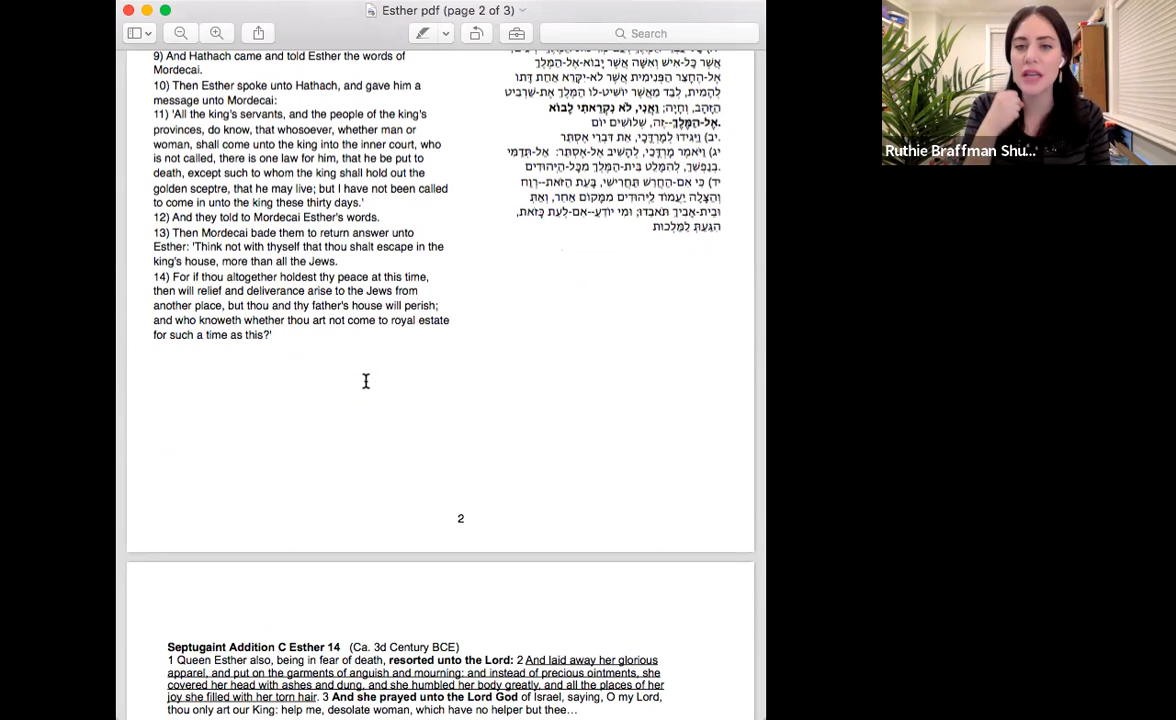 Esther pdf (page 2 of 3)
Search
9) And Hathach came and told Esther the words of
Mordecai.
10) Then Esther spoke unto Hathach, and gave him a
message unto Mordecai:
11) 'All the king's servants, and the people of the king's
provinces, do know, that whosoever, whether man or
woman, shall come unto the king into the inner court, who
is not called, there is one law for him, that he be put to
death, except such to whom the king shall hold out the
golden sceptre, that he may live; but I have not been called
to come in unto the king these thirty days.'
12) And they told to Mordecai Esther's words.
13) Then Mordecai bade them to return answer unto
Esther: 'Think not with thyself that thou shalt escape in the
king's house, more than all the Jews.
14) For if thou altogether holdest thy peace at this time,
then will relief and deliverance arise to the Jews from
another place, but thou and thy father's house will perish;
and who knoweth whether thou art not come to royal estate
for such a time as this?'
אֲשֶׁר כָּל-אִישׁ וְאִשָּׁה אֲשֶׁר יָבוֹא-אֶל-הַמֶּלֶךְ
אֶל-הֶחָצֵר הַפְּנִימִית אֲשֶׁר לֹא-יִקָּרֵא אַחַת דָּתוֹ
לְהָמִית, לְבַד מֵאֲשֶׁר יוֹשִׁיט-לוֹ הַמֶּלֶךְ אֶת-שַׁרְבִיט
הַזָּהָב, וְחָיָה; וַאֲנִי, לֹא נִקְרֵאתִי לָבוֹא
אֶל-הַמֶּלֶךְ--זֶה, שְׁלוֹשִׁים יוֹם.
יב) וַיַּגִּידוּ לְמָרְדֳּכָי, אֵת דִּבְרֵי אֶסְתֵּר.
יג) וַיֹּאמֶר מָרְדֳּכַי, לְהָשִׁיב אֶל-אֶסְתֵּר: אַל-תְּדַמִּי
בְנַפְשֵׁךְ, לְהִמָּלֵט בֵּית-הַמֶּלֶךְ מִכָּל-הַיְּהוּדִים.
יד) כִּי אִם-הַחֲרֵשׁ תַּחֲרִישִׁי, בָּעֵת הַזֹּאת--רֶוַח
וְהַצָּלָה יַעֲמוֹד לַיְּהוּדִים מִמָּקוֹם אַחֵר, וְאַתְּ
וּבֵית-אָבִיךְ תֹּאבֵדוּ; וּמִי יוֹדֵעַ--אִם-לְעֵת כָּזֹאת,
הִגַּעַתְּ לַמַּלְכוּת
2
Septugaint Addition C Esther 14 (Ca. 3d Century BCE)
1 Queen Esther also, being in fear of death, resorted unto the Lord: 2 And laid away her glorious
apparel, and put on the garments of anguish and mourning: and instead of precious ointments, she
covered her head with ashes and dung, and she humbled her body greatly, and all the places of her
joy she filled with her torn hair. 3 And she prayed unto the Lord God of Israel, saying, O my Lord,
thou only art our King: help me, desolate woman, which have no helper but thee...
Ruthie Braffman Shu...